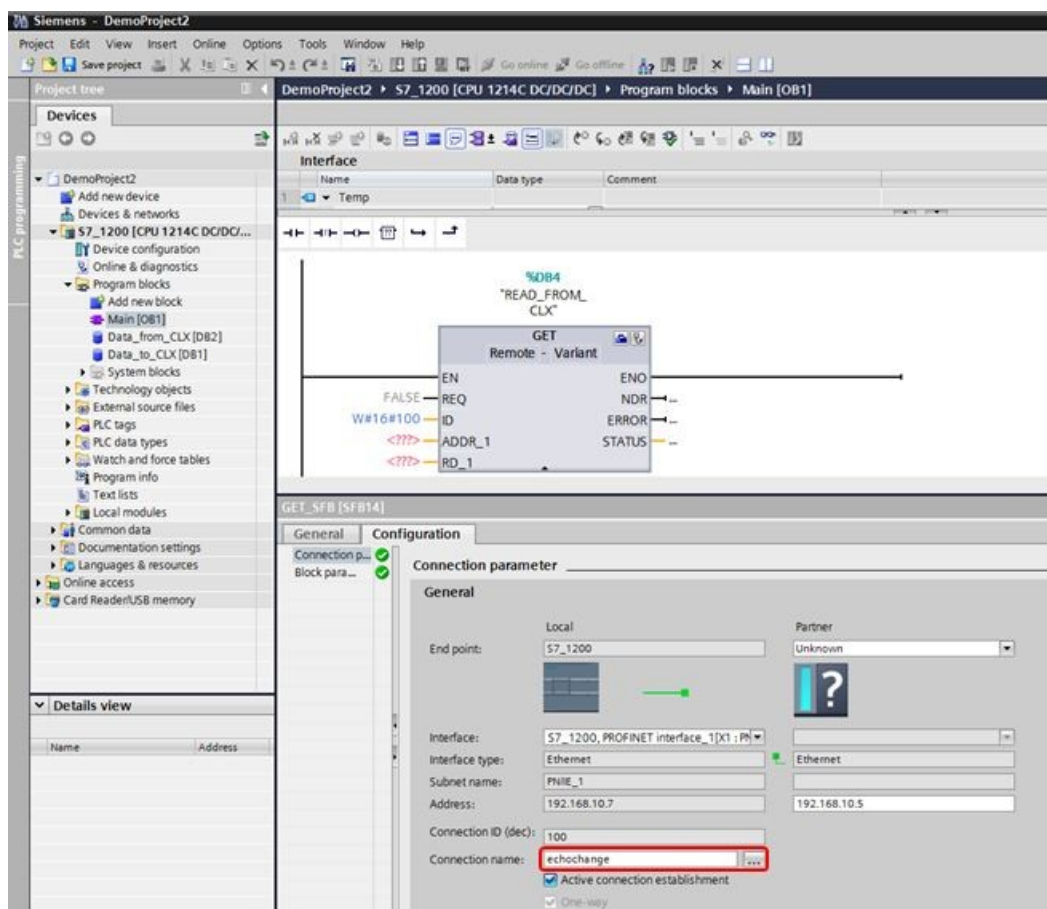 Siemens - DemoProject2
Project Edit View Insert Online Options Tools Window Help
Save project Go online Go offline
Project tree
DemoProject2 ▸ S7_1200 [CPU 1214C DC/DC/DC] ▸ Program blocks ▸ Main [OB1]
Devices
PLC programming
DemoProject2
Add new device
Devices & networks
S7_1200 [CPU 1214C DC/DC/...
Device configuration
Online & diagnostics
Program blocks
Add new block
Main [OB1]
Data_from_CLX [DB2]
Data_to_CLX [DB1]
System blocks
Technology objects
External source files
PLC tags
PLC data types
Watch and force tables
Program info
Text lists
Local modules
Common data
Documentation settings
Languages & resources
Online access
Card Reader/USB memory
Details view
Name Address
Interface
Name Data type Comment
1 Temp
%DB4
"READ_FROM_
CLX"
GET
Remote - Variant
EN ENO
FALSE REQ NDR ...
W#16#100 ID ERROR ...
<???> ADDR_1 STATUS ...
<???> RD_1
GET_SFB [SFB14]
General Configuration
Connection p...
Block para...
Connection parameter
General
Local Partner
End point: S7_1200 Unknown
?
Interface: S7_1200, PROFINET interface_1[X1 : PN
Interface type: Ethernet Ethernet
Subnet name: PN/IE_1
Address: 192.168.10.7 192.168.10.5
Connection ID (dec): 100
Connection name: echochange ...
Active connection establishment
One-way